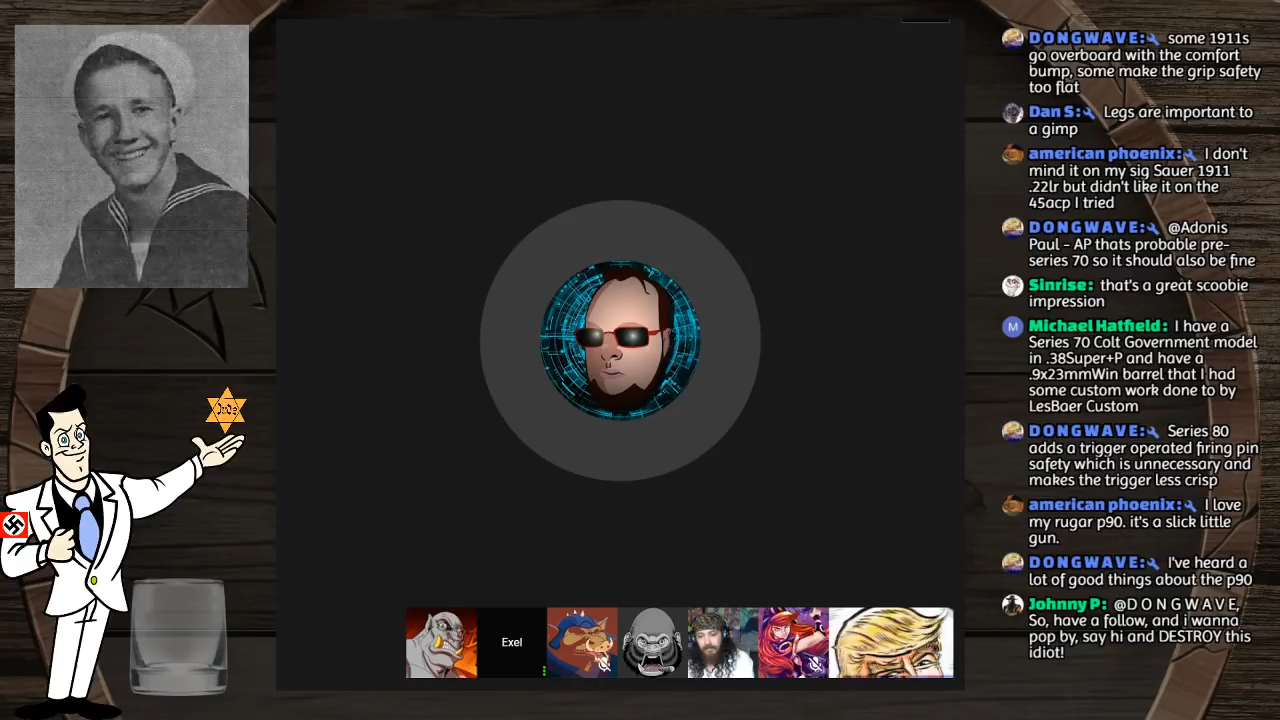 Jude
Exel
DONGWAVE: some 1911s
go overboard with the comfort
bump, some make the grip safety
too flat
Dan S: Legs are important to
a gimp
american phoenix: I don't
mind it on my sig Sauer 1911
.22lr but didn't like it on the
45acp I tried
DONGWAVE: @Adonis
Paul - AP thats probable pre-
series 70 so it should also be fine
Sinrise: that's a great scoobie
impression
M
Michael Hatfield: I have a
Series 70 Colt Government model
in .38Super+P and have a
.9x23mmWin barrel that I had
some custom work done to by
LesBaer Custom
DONGWAVE: Series 80
adds a trigger operated firing pin
safety which is unnecessary and
makes the trigger less crisp
american phoenix: I love
my rugar p90. it's a slick little
gun.
DONGWAVE: I've heard a
lot of good things about the p90
Johnny P: @D O N G W A V E,
So, have a follow, and i wanna
pop by, say hi and DESTROY this
idiot!